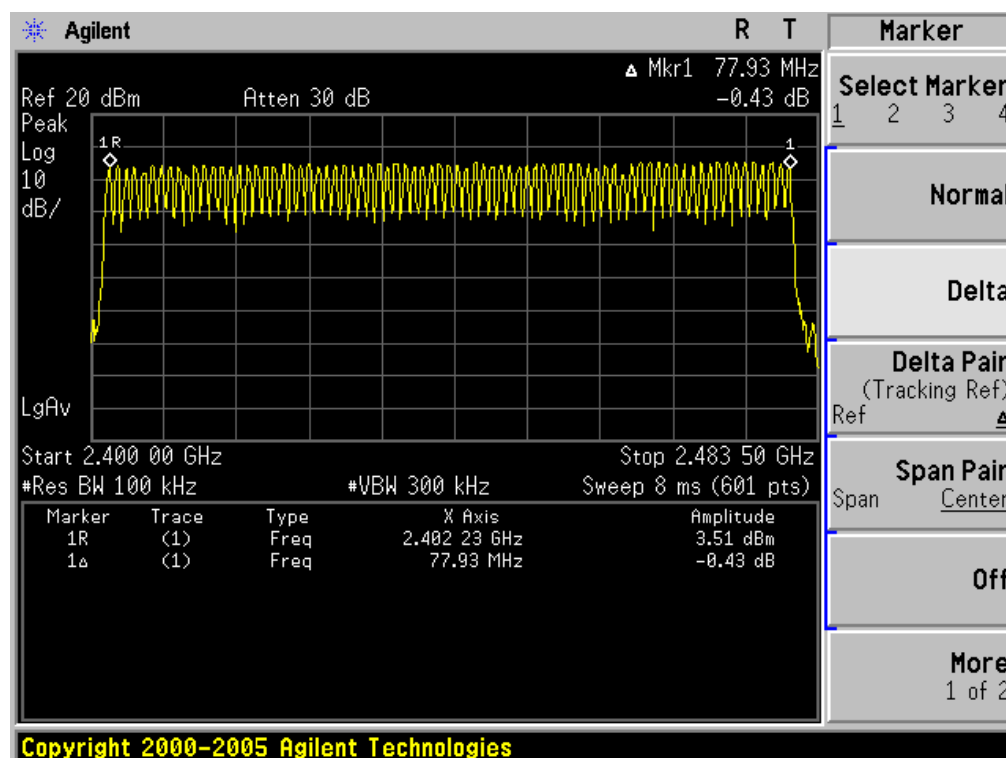 Agilent
R T
Marker
Δ Mkr1 77.93 MHz
Ref 20 dBm Atten 30 dB -0.43 dB
Peak
Log
10
dB/
1R
1
LgAv
Start 2.400 00 GHz Stop 2.483 50 GHz
#Res BW 100 kHz #VBW 300 kHz Sweep 8 ms (601 pts)
Marker Trace Type X Axis Amplitude
1R (1) Freq 2.402 23 GHz 3.51 dBm
1Δ (1) Freq 77.93 MHz -0.43 dB
Select Marker
1 2 3 4
Normal
Delta
Delta Pair
(Tracking Ref)
Ref Δ
Span Pair
Span Center
Off
More
1 of 2
Copyright 2000-2005 Agilent Technologies